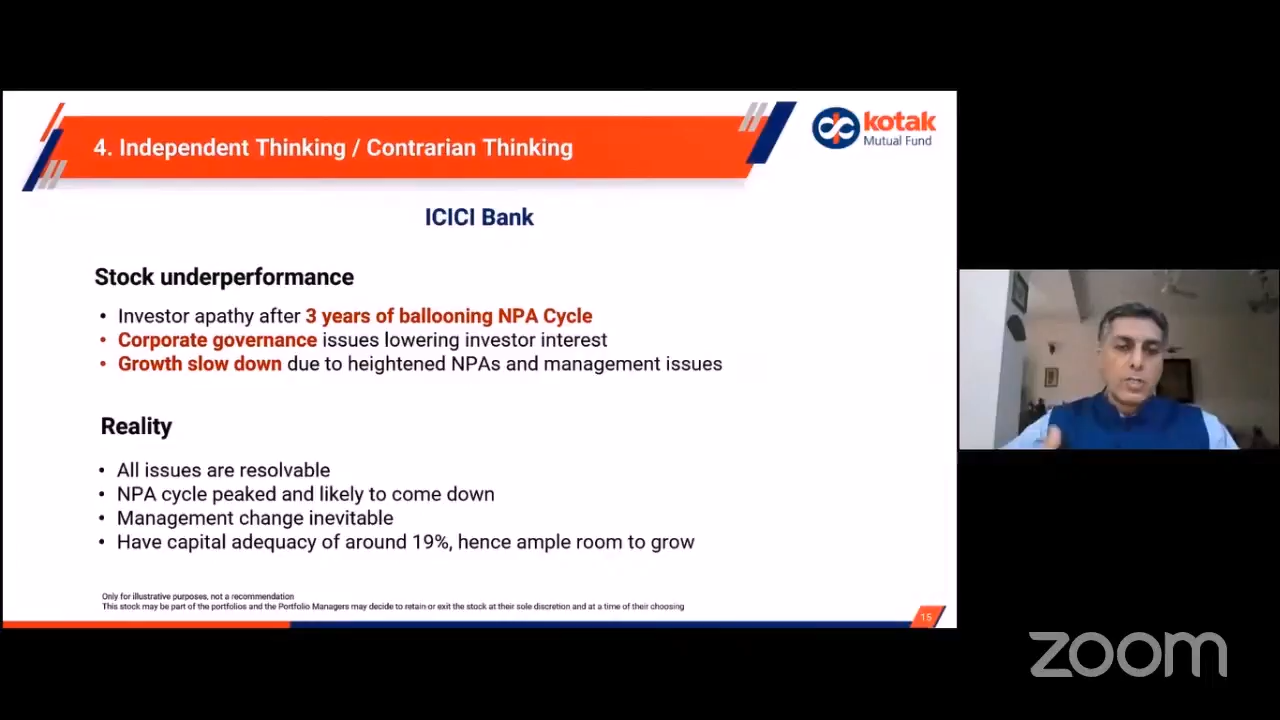 4. Independent Thinking / Contrarian Thinking
kotak
Mutual Fund
ICICI Bank
Stock underperformance
• Investor apathy after 3 years of ballooning NPA Cycle
• Corporate governance issues lowering investor interest
• Growth slow down due to heightened NPAs and management issues
Reality
• All issues are resolvable
• NPA cycle peaked and likely to come down
• Management change inevitable
• Have capital adequacy of around 19%, hence ample room to grow
Only for illustrative purposes, not a recommendation
This stock may be part of the portfolios and the Portfolio Managers may decide to retain or exit the stock at their sole discretion and at a time of their choosing
15
zoom